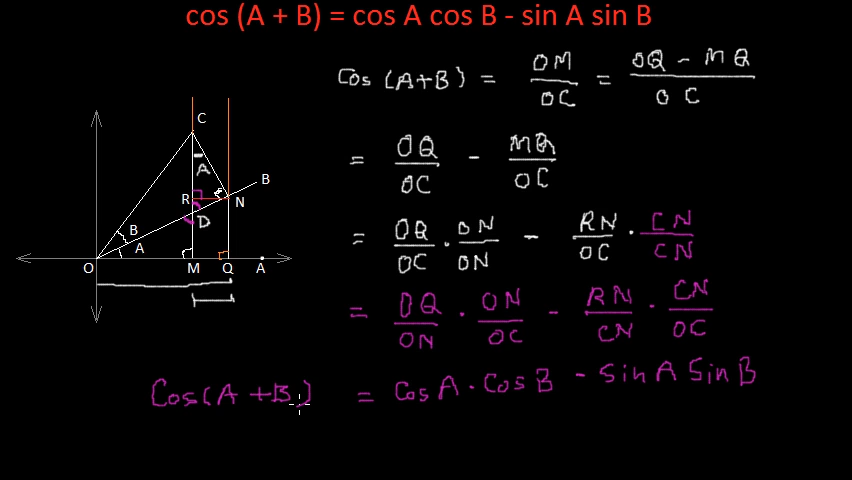 cos (A + B) = cos A cos B - sin A sin B
Cos (A+B) = OM/OC = OQ - MQ/OC
= OQ/OC - MQ/OC
= OQ/OC . ON/ON - RN/OC . CN/CN
= OQ/ON . ON/OC - RN/CN . CN/OC
Cos(A + B) = Cos A . Cos B - Sin A Sin B
C
A
B
R
N
D
B
A
O
M
Q
A